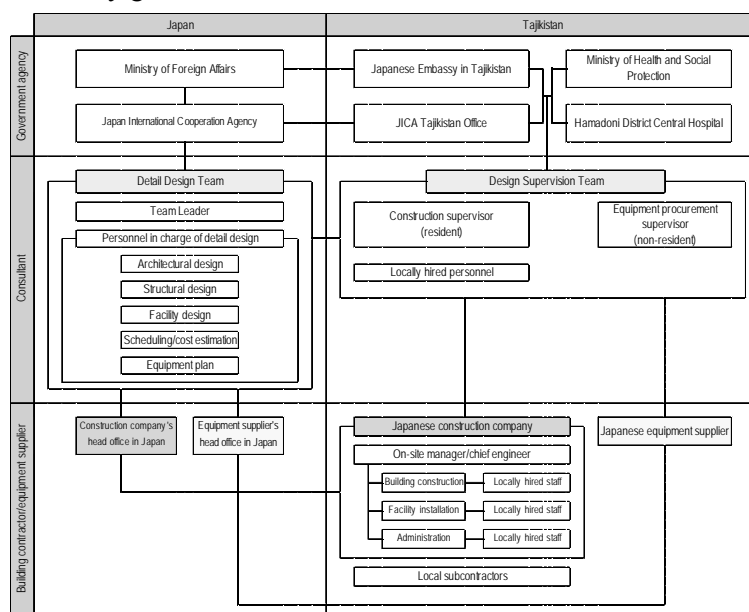 Japan
Tajikistan
Government agency
Ministry of Foreign Affairs
Japanese Embassy in Tajikistan
Ministry of Health and Social
Protection
Japan International Cooperation Agency
JICA Tajikistan Office
Hamadoni District Central Hospital
Consultant
Detail Design Team
Team Leader
Personnel in charge of detail design
Architectural design
Structural design
Facility design
Scheduling/cost estimation
Equipment plan
Design Supervision Team
Construction supervisor
(resident)
Equipment procurement
supervisor
(non-resident)
Locally hired personnel
Building contractor/equipment supplier
Construction company's
head office in Japan
Equipment supplier's
head office in Japan
Japanese construction company
Japanese equipment supplier
On-site manager/chief engineer
Building construction
Locally hired staff
Facility installation
Locally hired staff
Administration
Locally hired staff
Local subcontractors